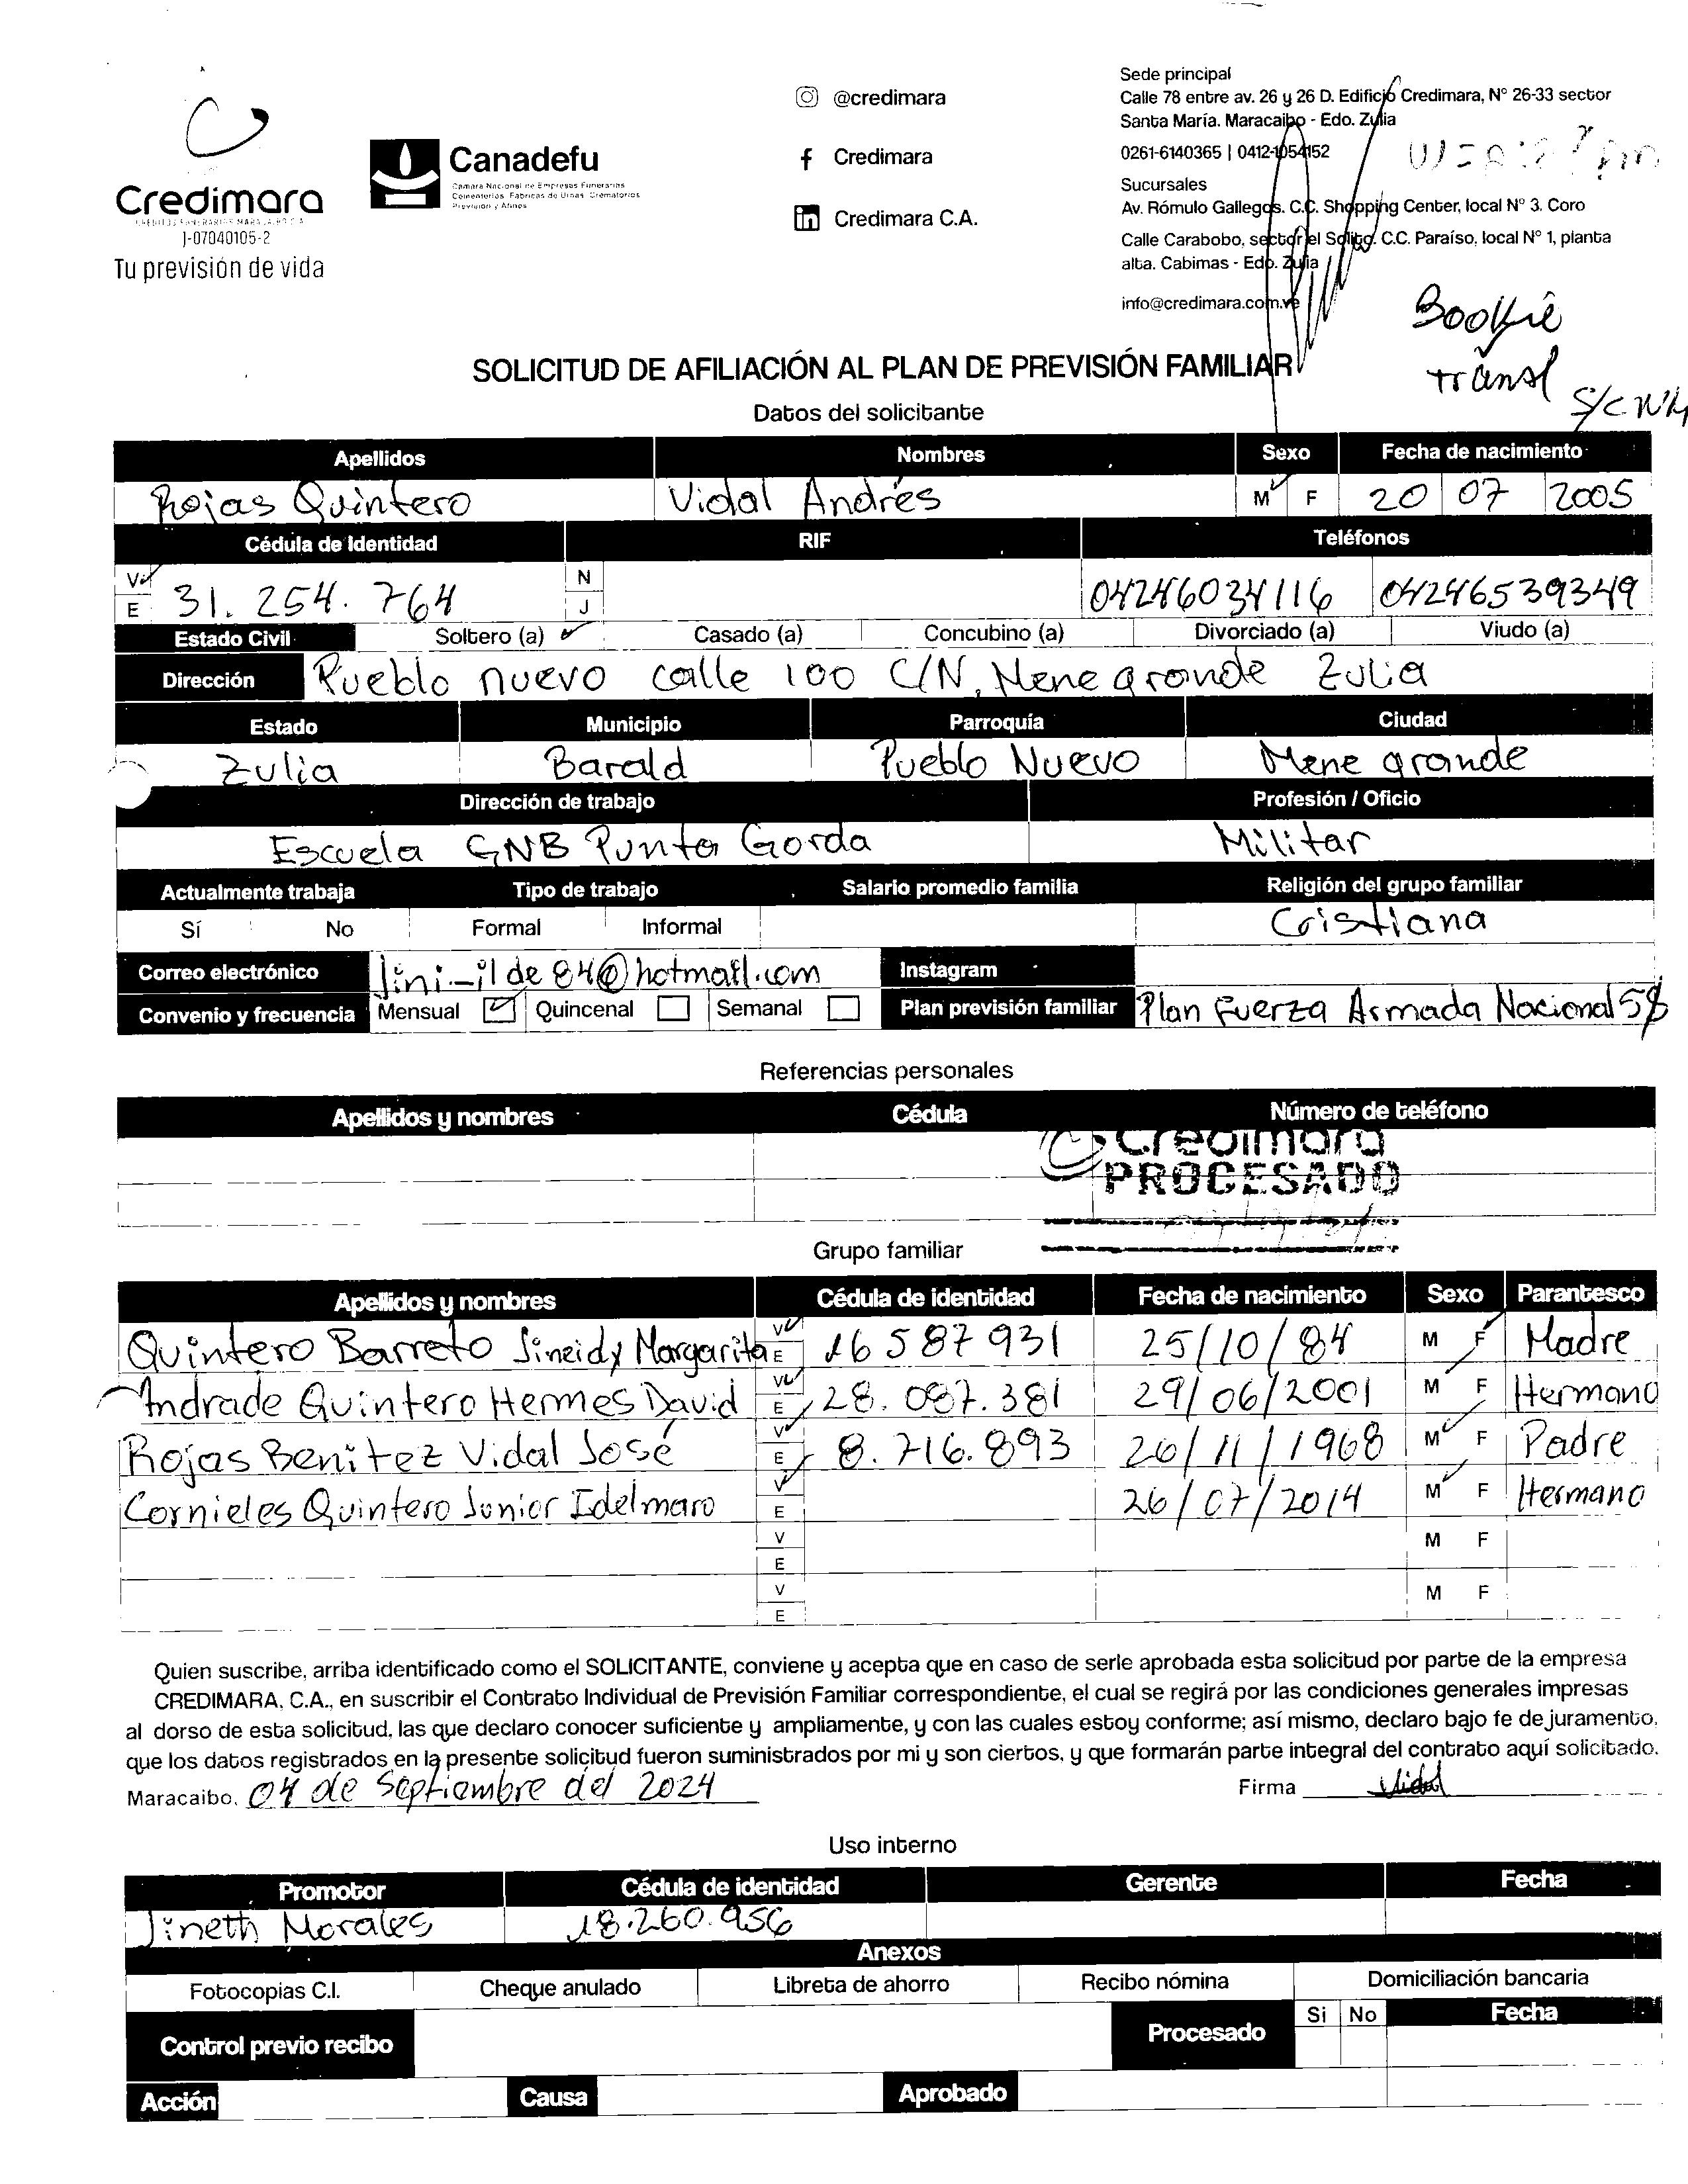 Credimara
J-07040105-2
Tu previsión de vida
Canadefu
Cámara Nacional de Empresas Funerarias
Cementerios, Fábricas de Urnas, Crematorios
Previsión y Afines
@credimara
Credimara
Credimara C.A.
Sede principal
Calle 78 entre av. 26 y 26 D. Edificio Credimara, N° 26-33 sector
Santa María. Maracaibo - Edo. Zulia
0261-6140365 | 0412-1054152
Sucursales
Av. Rómulo Gallegos. C.C. Shopping Center, local N° 3. Coro
Calle Carabobo, sector el Solito. C.C. Paraíso, local N° 1, planta
alta. Cabimas - Edo. Zulia
info@credimara.com.ve
Transl
SOLICITUD DE AFILIACIÓN AL PLAN DE PREVISIÓN FAMILIAR
Datos del solicitante
Apellidos Nombres Sexo Fecha de nacimiento
Rojas Quintero Vidal Andrés M F 20 07 2005
Cédula de Identidad RIF Teléfonos
V E 31.254.764 N J 04246034116 04246539349
Estado Civil Soltero (a) Casado (a) Concubino (a) Divorciado (a) Viudo (a)
Dirección Pueblo nuevo calle 100 C/N, Mene grande Zulia
Estado Municipio Parroquía Ciudad
Zulia Barald Pueblo Nuevo Mene grande
Dirección de trabajo Profesión / Oficio
Escuela GNB Punta Gorda Militar
Actualmente trabaja Tipo de trabajo Salario promedio familia Religión del grupo familiar
Sí No Formal Informal Cristiana
Correo electrónico jini-ilde84@hotmail.com Instagram
Convenio y frecuencia Mensual Quincenal Semanal Plan previsión familiar Plan Fuerza Armada Nacional 5$
Referencias personales
Apellidos y nombres Cédula Número de teléfono
Credimara
PROCESADO
Grupo familiar
Apellidos y nombres Cédula de identidad Fecha de nacimiento Sexo Parantesco
Quintero Barreto Jineidy Margarita V E 16587931 25/10/84 M F Madre
Andrade Quintero Hermes David V E 28.087.381 29/06/2001 M F Hermano
Rojas Benitez Vidal José V E 8.716.893 26/11/1968 M F Padre
Cornieles Quintero Junior Idelmaro V E 26/07/2014 M F Hermano
V E M F
V E M F
Quien suscribe, arriba identificado como el SOLICITANTE, conviene y acepta que en caso de serle aprobada esta solicitud por parte de la empresa
CREDIMARA, C.A., en suscribir el Contrato Individual de Previsión Familiar correspondiente, el cual se regirá por las condiciones generales impresas
al dorso de esta solicitud, las que declaro conocer suficiente y ampliamente, y con las cuales estoy conforme; así mismo, declaro bajo fe de juramento,
que los datos registrados en la presente solicitud fueron suministrados por mi y son ciertos, y que formarán parte integral del contrato aquí solicitado.
Maracaibo, 04 de Septiembre del 2024 Firma Vidal
Uso interno
Promotor Cédula de identidad Gerente Fecha
Jineth Morales 18.260.956
Anexos
Fotocopias C.I. Cheque anulado Libreta de ahorro Recibo nómina Domiciliación bancaria
Control previo recibo Procesado Si No Fecha
Acción Causa Aprobado